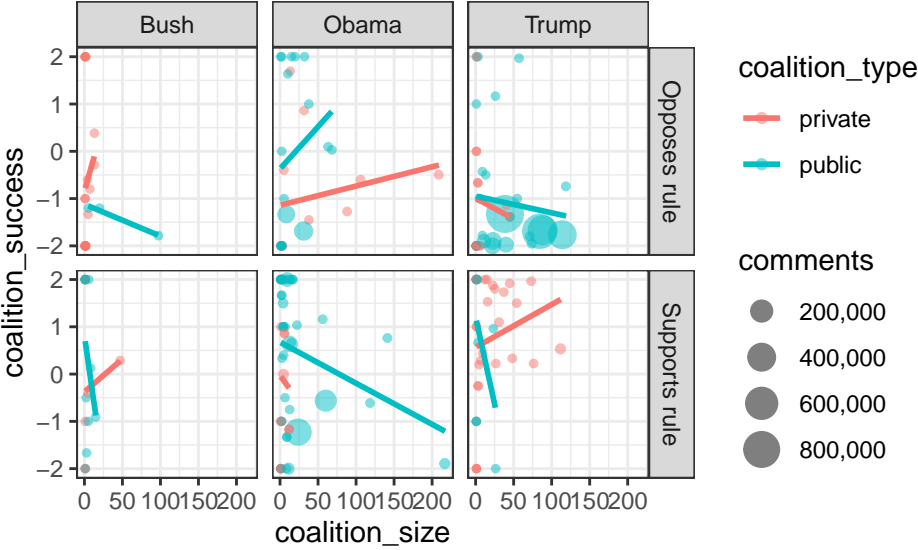 Bush Obama Trump
coalition_success
2
1
0
−1
−2
Opposes rule
2
1
0
−1
−2
Supports rule
0 50 100 150 200 0 50 100 150 200 0 50 100 150 200
coalition_size
coalition_type
private
public
comments
200,000
400,000
600,000
800,000